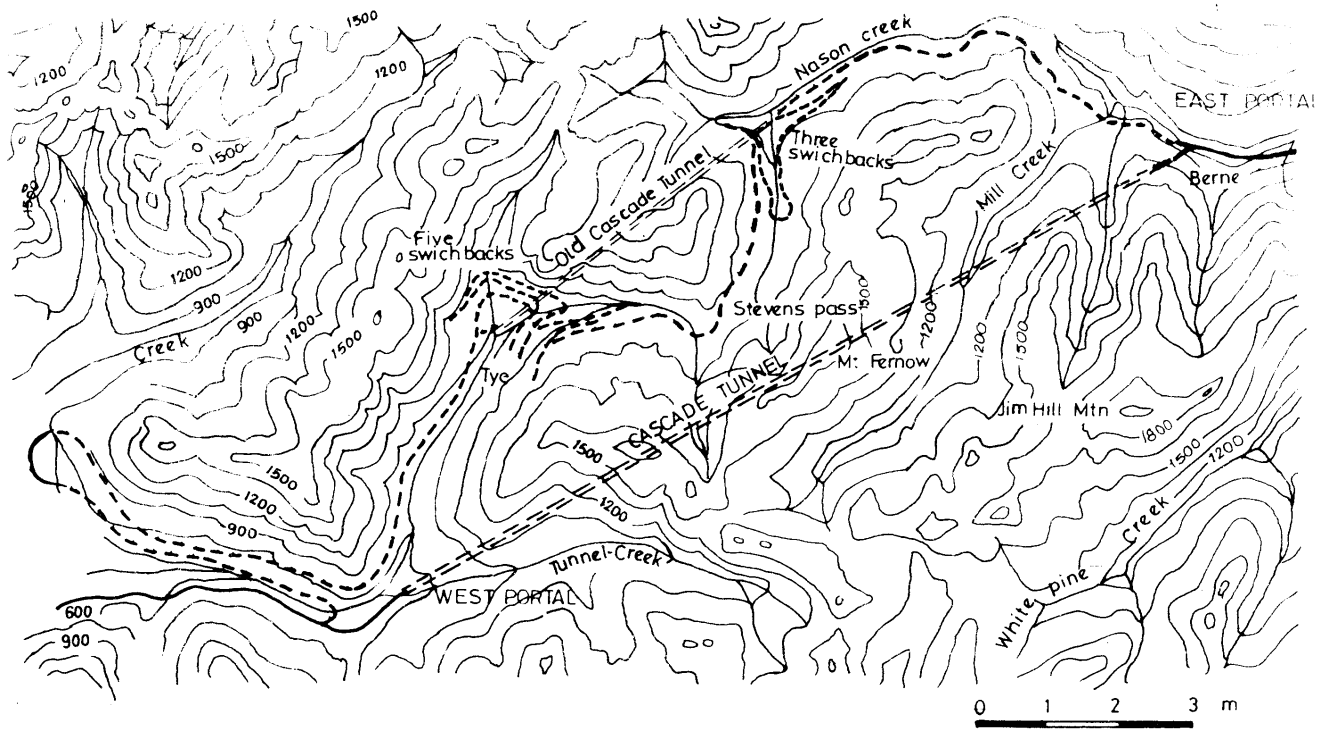 1500
1200
1200
Nason creek
EAST PORTAL
1500
Three
swichbacks
Mill Creek
Berne
1500
Old Cascade Tunnel
Five
swichbacks
1200
900
900
1200
1500
Creek
Stevens pass
1500
1200
1200
1500
Mt Fernow
Tye
CASCADE TUNNEL
Jim Hill Mtn
1800
1500
1200
1500
1500
1200
900
1200
Creek
Tunnel-Creek
WEST PORTAL
White pine
600
900
0 1 2 3 m